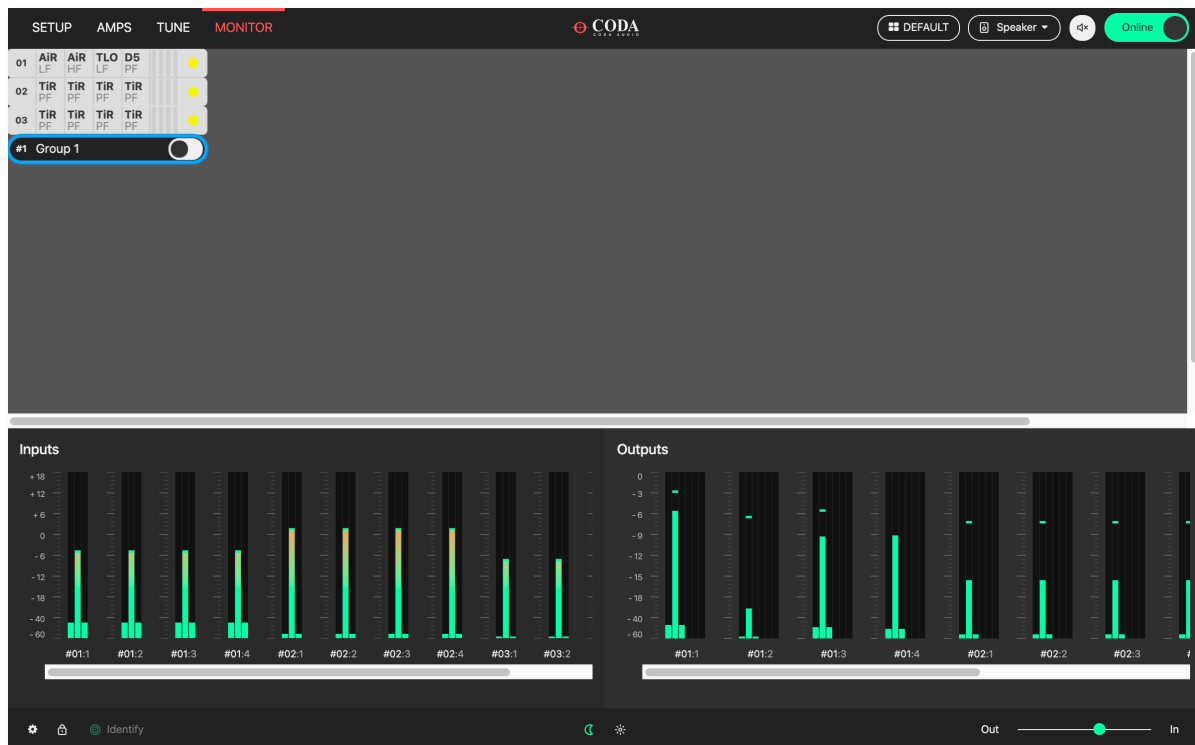 SETUP AMPS TUNE MONITOR CODA DEFAULT Speaker Online
CODA AUDIO
01 AiR AiR TLO D5
LF HF LF PF
02 TiR TiR TiR TiR
PF PF PF PF
03 TiR TiR TiR TiR
PF PF PF PF
#1 Group 1
Inputs Outputs
+18 0
+12 -3
+6 -6
0 -9
-6 -12
-12 -15
-18 -18
-40 -40
-60 -60
#01:1 #01:2 #01:3 #01:4 #02:1 #02:2 #02:3 #02:4 #03:1 #03:2 #01:1 #01:2 #01:3 #01:4 #02:1 #02:2 #02:3
Identify Out In